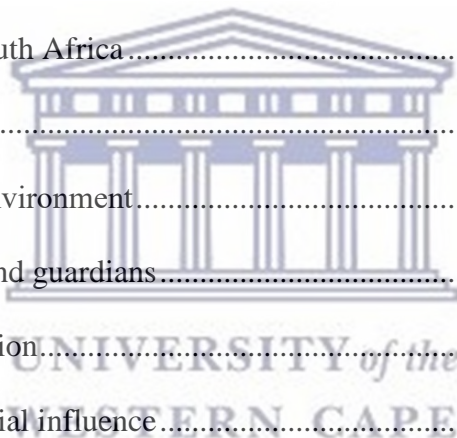 uth Africa................................................
................................................
vironment................................................
nd guardians................................................
ion................................................
UNIVERSITY of the
ial influence................................................
WESTERN CAPE